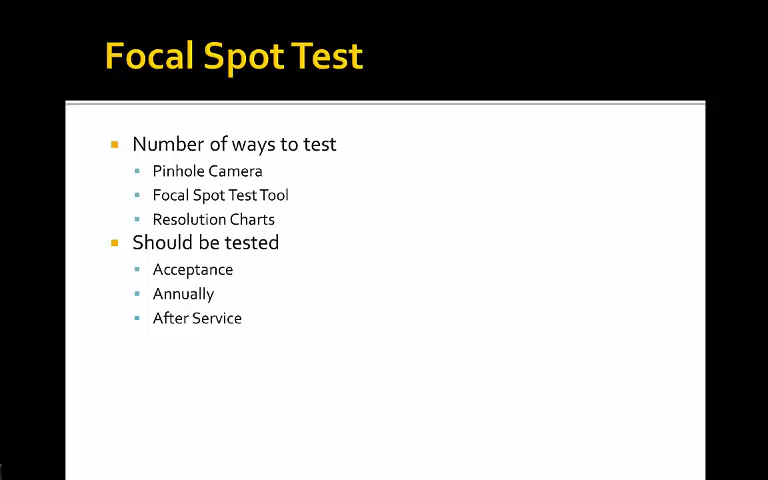 Focal Spot Test
Number of ways to test
Pinhole Camera
Focal Spot Test Tool
Resolution Charts
Should be tested
Acceptance
Annually
After Service